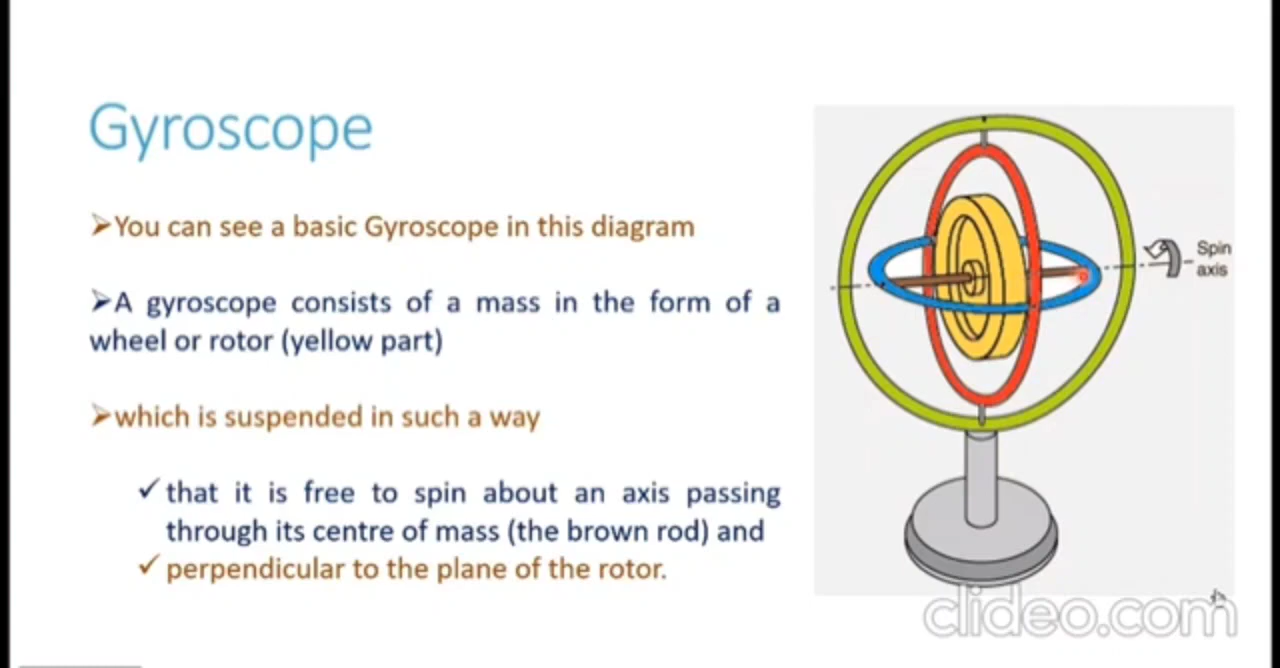 Gyroscope
➢You can see a basic Gyroscope in this diagram
➢A gyroscope consists of a mass in the form of a
wheel or rotor (yellow part)
➢which is suspended in such a way
✓ that it is free to spin about an axis passing
through its centre of mass (the brown rod) and
✓ perpendicular to the plane of the rotor.
Spin
axis
clideo.com